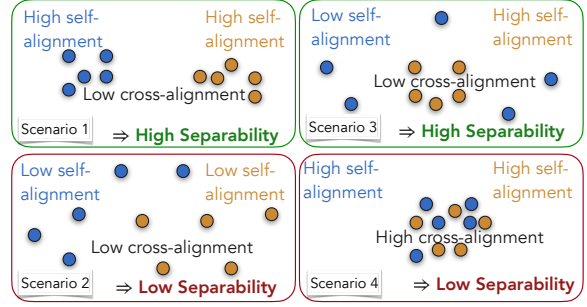 High self-
alignment
High self-
alignment
Low cross-alignment
Scenario 1
⇒ High Separability
Low self-
alignment
High self-
alignment
Low cross-alignment
Scenario 3
⇒ High Separability
Low self-
alignment
Low self-
alignment
Low cross-alignment
Scenario 2
⇒ Low Separability
High self-
alignment
High self-
alignment
High cross-alignment
Scenario 4
⇒ Low Separability